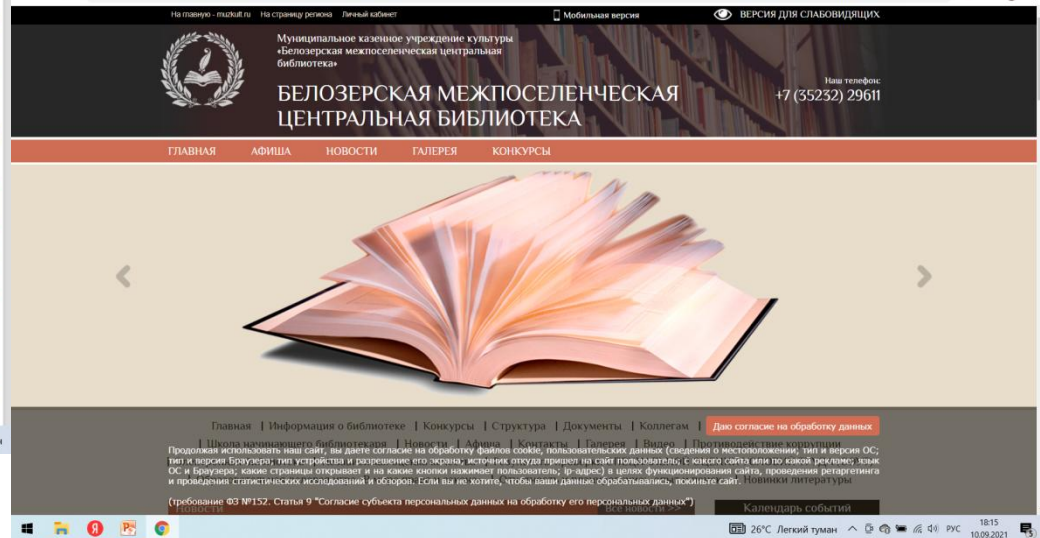 На главную - muzkult.ru На страницу региона Личный кабинет Мобильная версия ВЕРСИЯ ДЛЯ СЛАБОВИДЯЩИХ
Муниципальное казенное учреждение культуры
«Белозерская межпоселенческая центральная
библиотека»
БЕЛОЗЕРСКАЯ МЕЖПОСЕЛЕНЧЕСКАЯ
ЦЕНТРАЛЬНАЯ БИБЛИОТЕКА
Наш телефон:
+7 (35232) 29611
ГЛАВНАЯ АФИША НОВОСТИ ГАЛЕРЕЯ КОНКУРСЫ
Главная | Информация о библиотеке | Конкурсы | Структура | Документы | Коллегам |
Даю согласие на обработку данных
| Школа начинающего библиотекаря | Новости | Афиша | Контакты | Галерея | Видео | Противодействие коррупции
Продолжая использовать наш сайт, вы даете согласие на обработку файлов cookie, пользовательских данных (сведения о местоположении; тип и версия ОС;
тип и версия Браузера; тип устройства и разрешение его экрана; источник откуда пришел на сайт пользователь; с какого сайта или по какой рекламе; язык
ОС и Браузера; какие страницы открывает и на какие кнопки нажимает пользователь; ip-адрес) в целях функционирования сайта, проведения ретаргетинга
и проведения статистических исследований и обзоров. Если вы не хотите, чтобы ваши данные обрабатывались, покиньте сайт.
Новинки литературы
(требование ФЗ №152. Статья 9 "Согласие субъекта персональных данных на обработку его персональных данных")
Новости Все новости >> Календарь событий
26°C Легкий туман РУС 18:15
10.09.2021